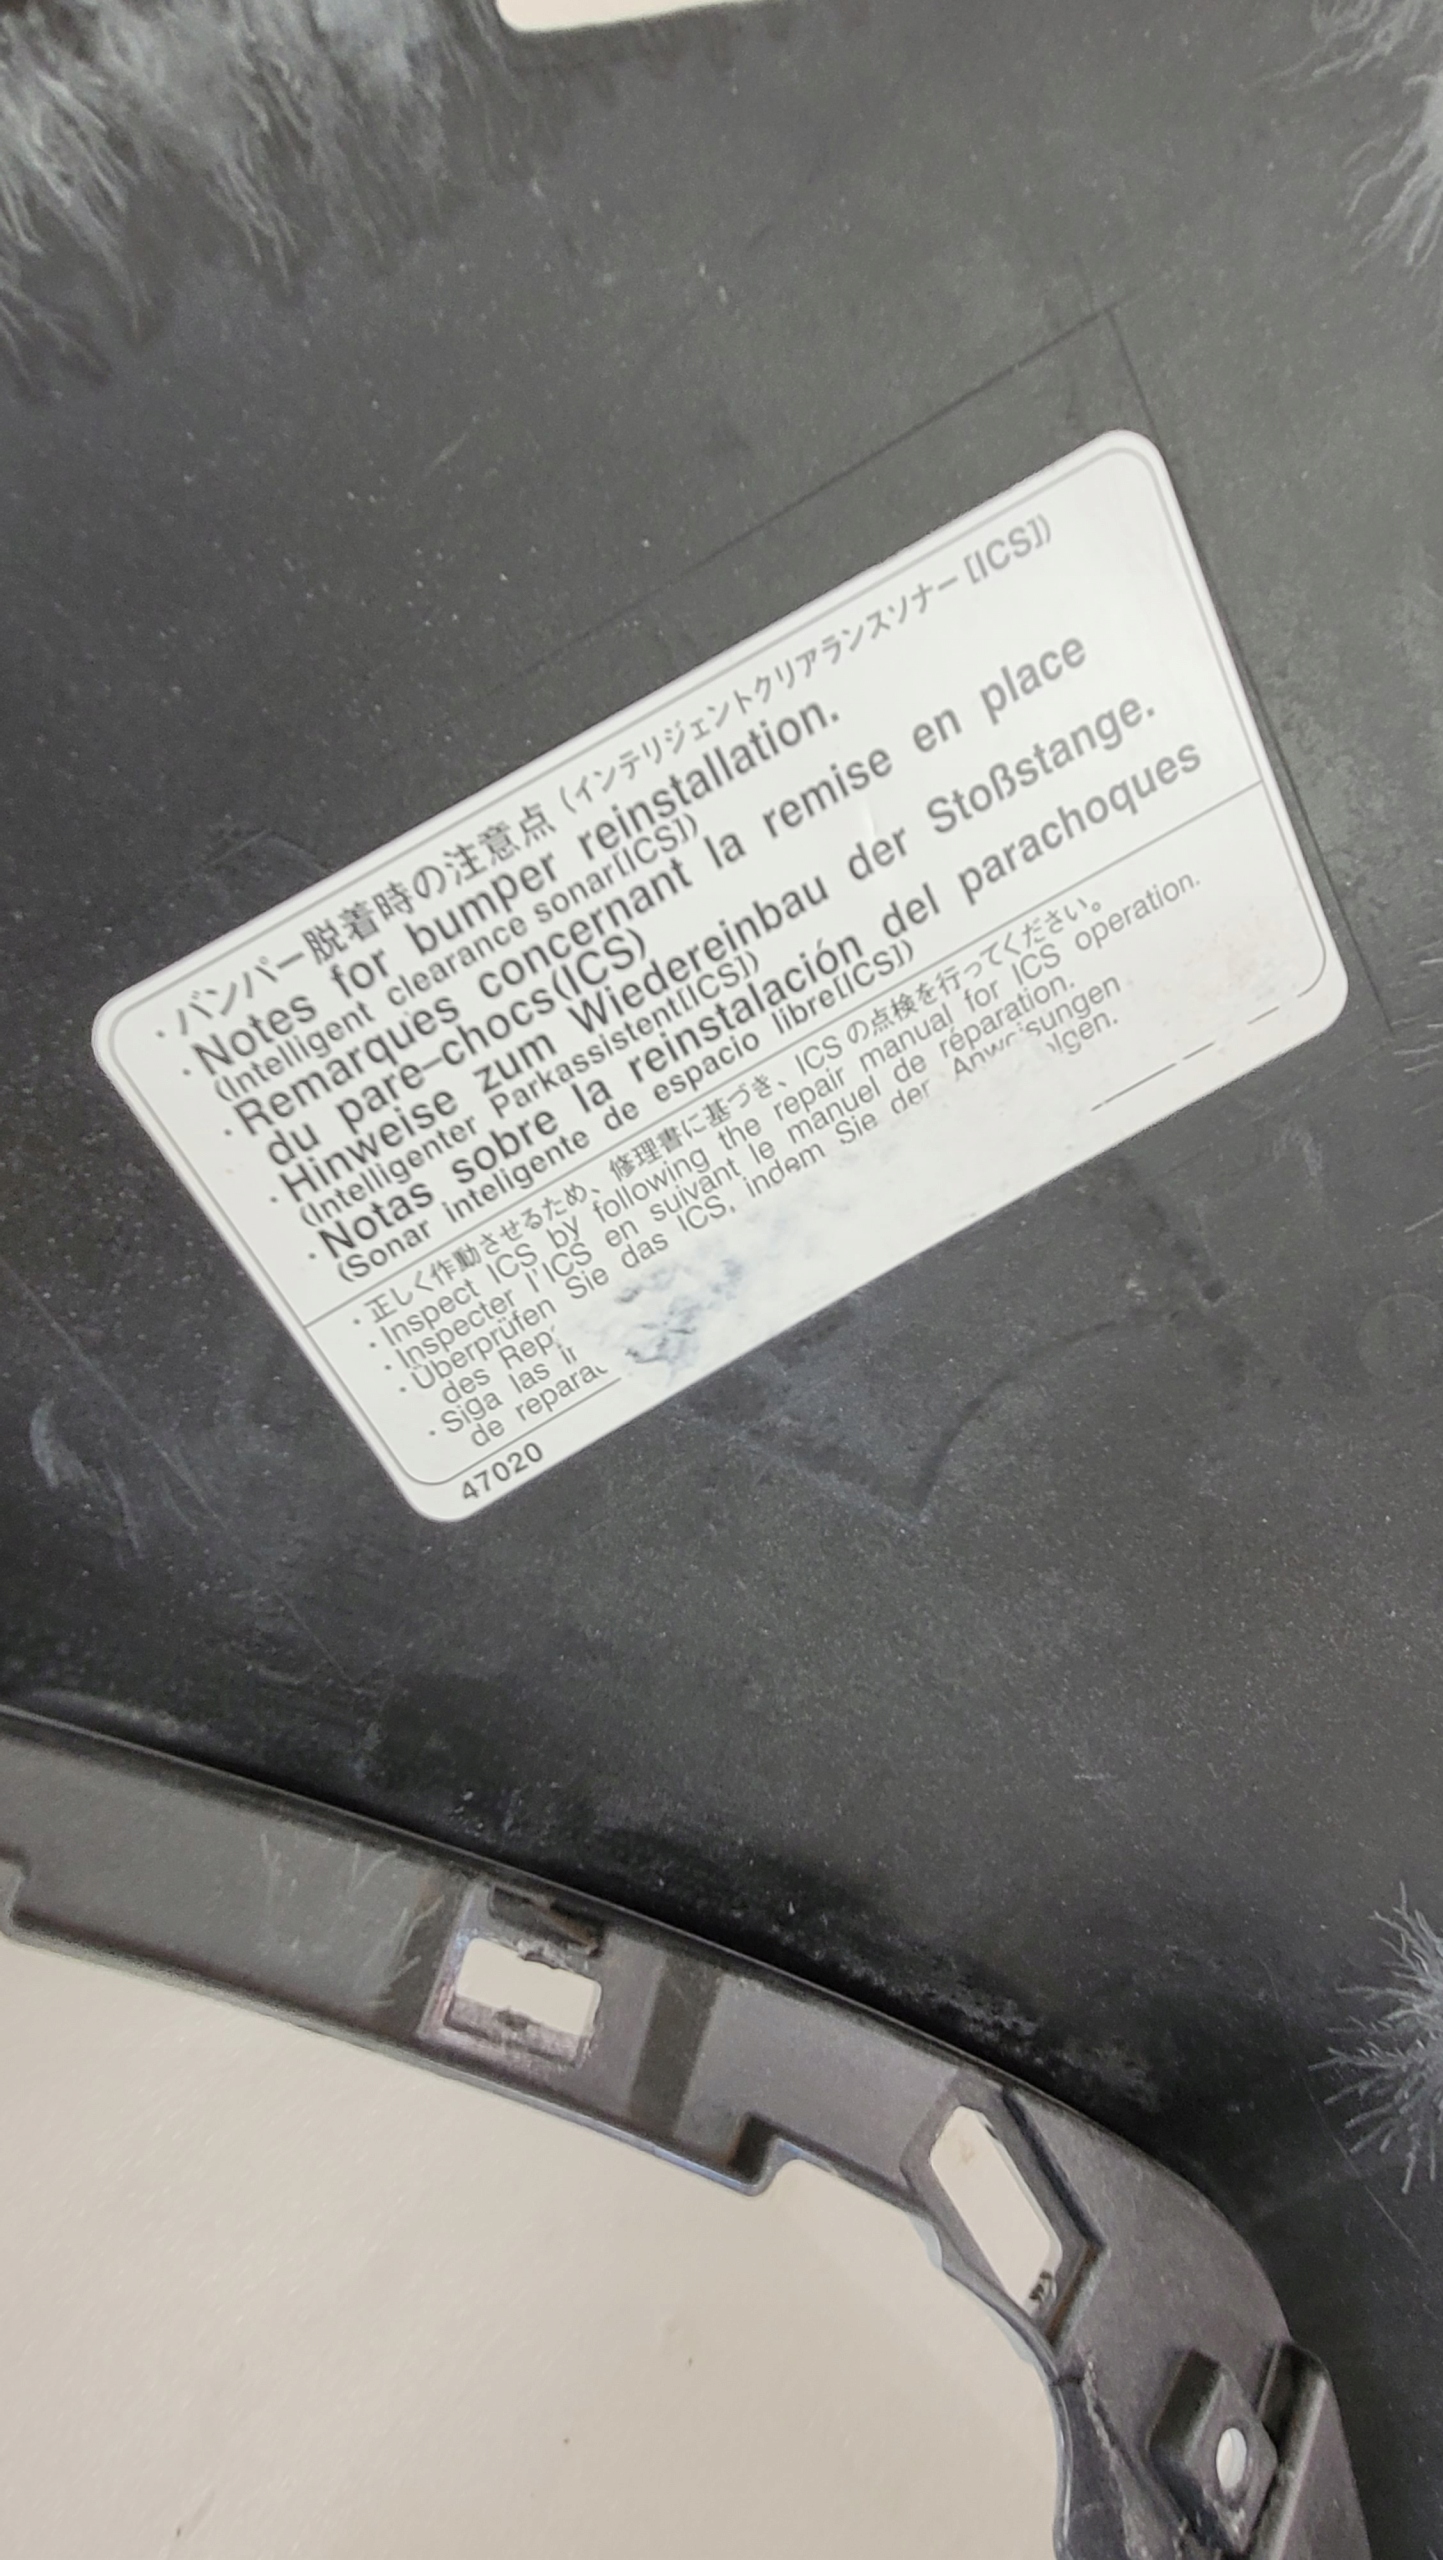 ・バンパー脱着時の注意点（インテリジェントクリアランスソナー [ICS]）
・Notes for bumper reinstallation.
(Intelligent clearance sonar[ICS])
・Remarques concernant la remise en place
du pare-chocs(ICS)
・Hinweise zum Wiedereinbau der Stoßstange.
(Intelligenter Parkassistent[ICS])
・Notas sobre la reinstalación del parachoques
(Sonar inteligente de espacio libre[ICS])
・正しく作動させるため、修理書に基づき、ICS の点検を行ってください。
・Inspect ICS by following the repair manual for ICS operation.
・Inspecter l'ICS en suivant le manuel de réparation.
・Überprüfen Sie das ICS, indem Sie der
des
・Siga las
de
47020